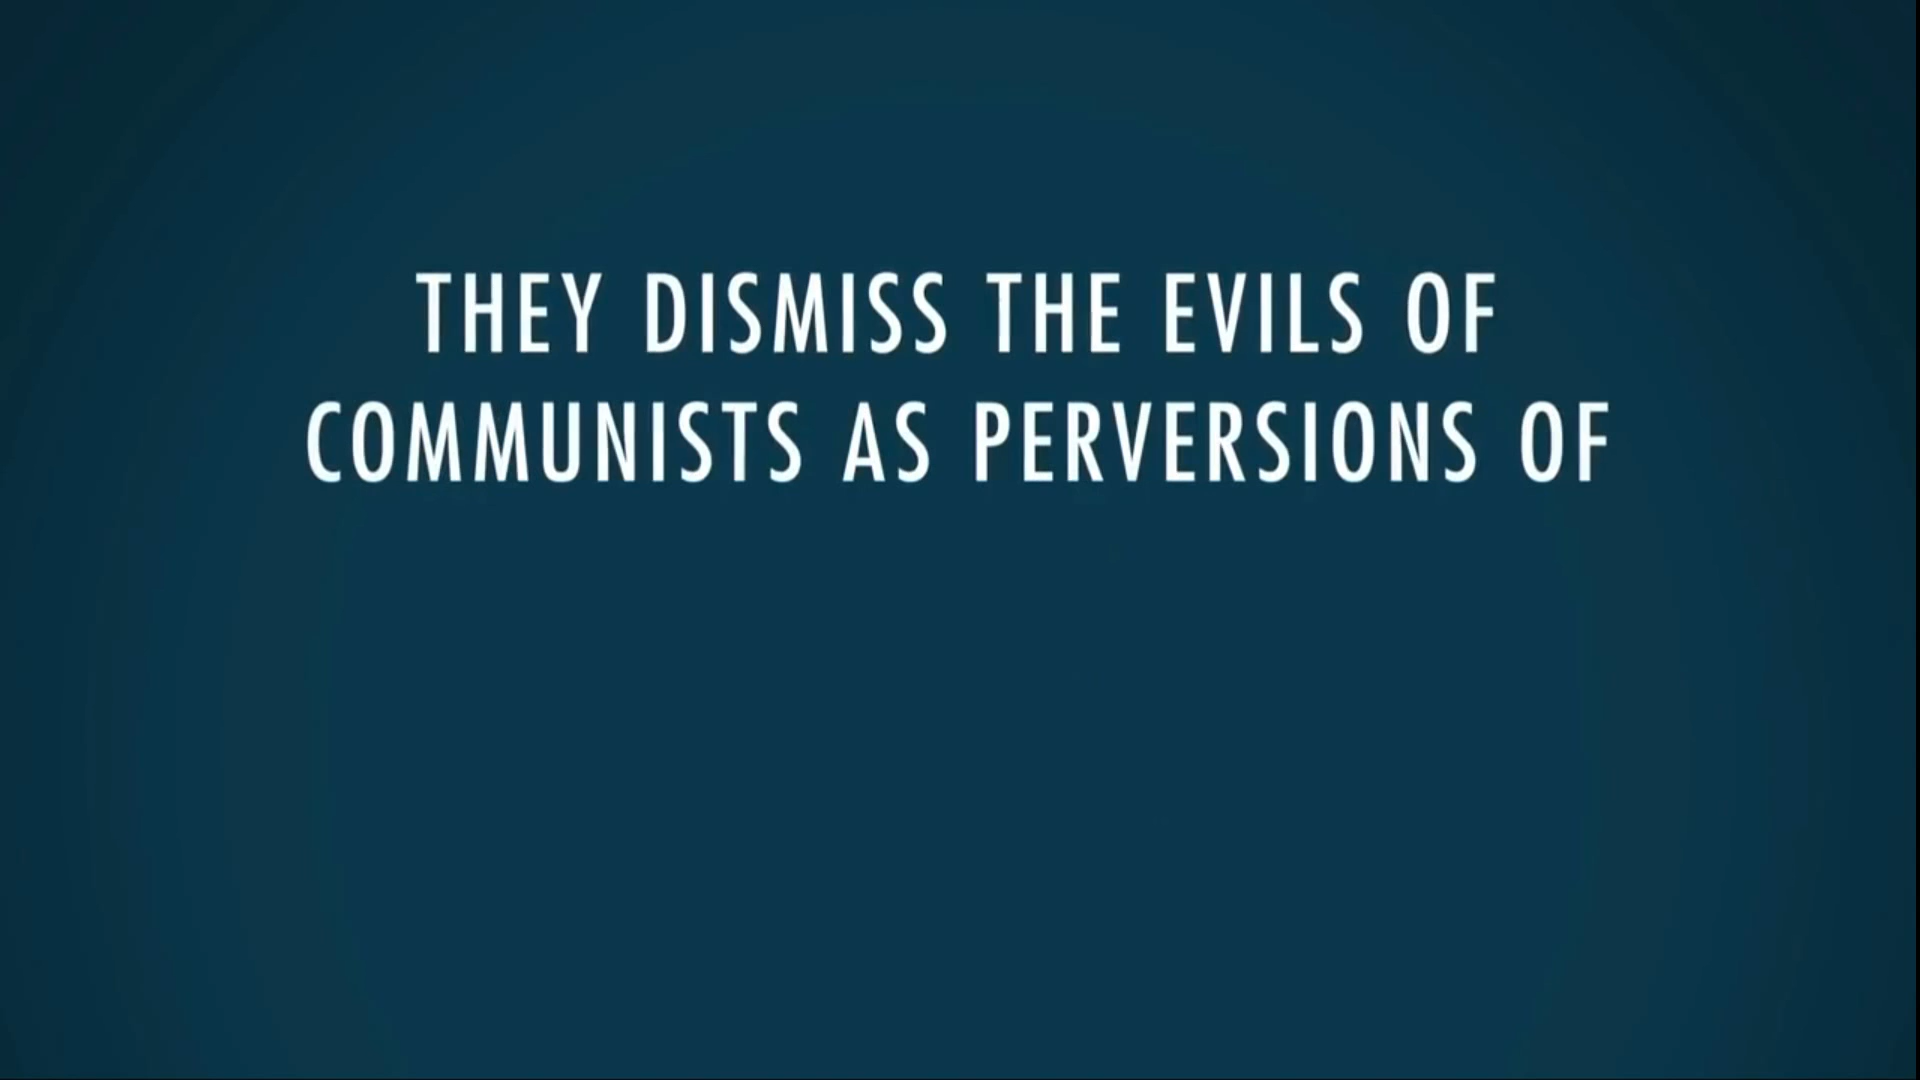 THEY DISMISS THE EVILS OF
COMMUNISTS AS PERVERSIONS OF